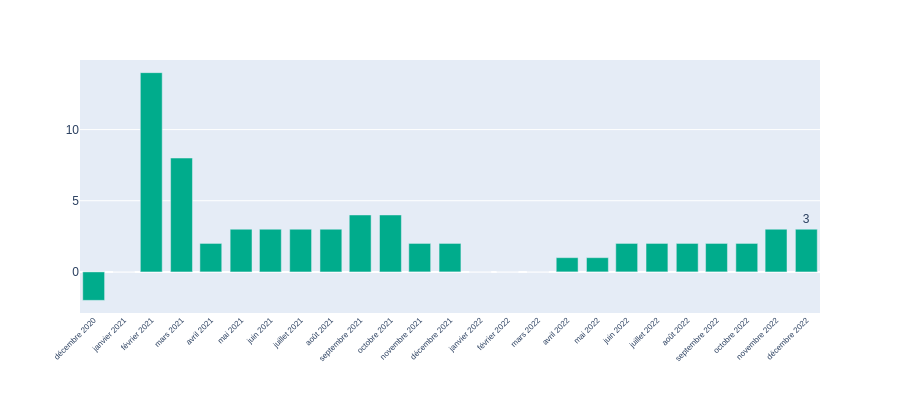 10
5
0
3
décembre 2020
janvier 2021
février 2021
mars 2021
avril 2021
mai 2021
juin 2021
juillet 2021
août 2021
septembre 2021
octobre 2021
novembre 2021
décembre 2021
janvier 2022
février 2022
mars 2022
avril 2022
mai 2022
juin 2022
juillet 2022
août 2022
septembre 2022
octobre 2022
novembre 2022
décembre 2022